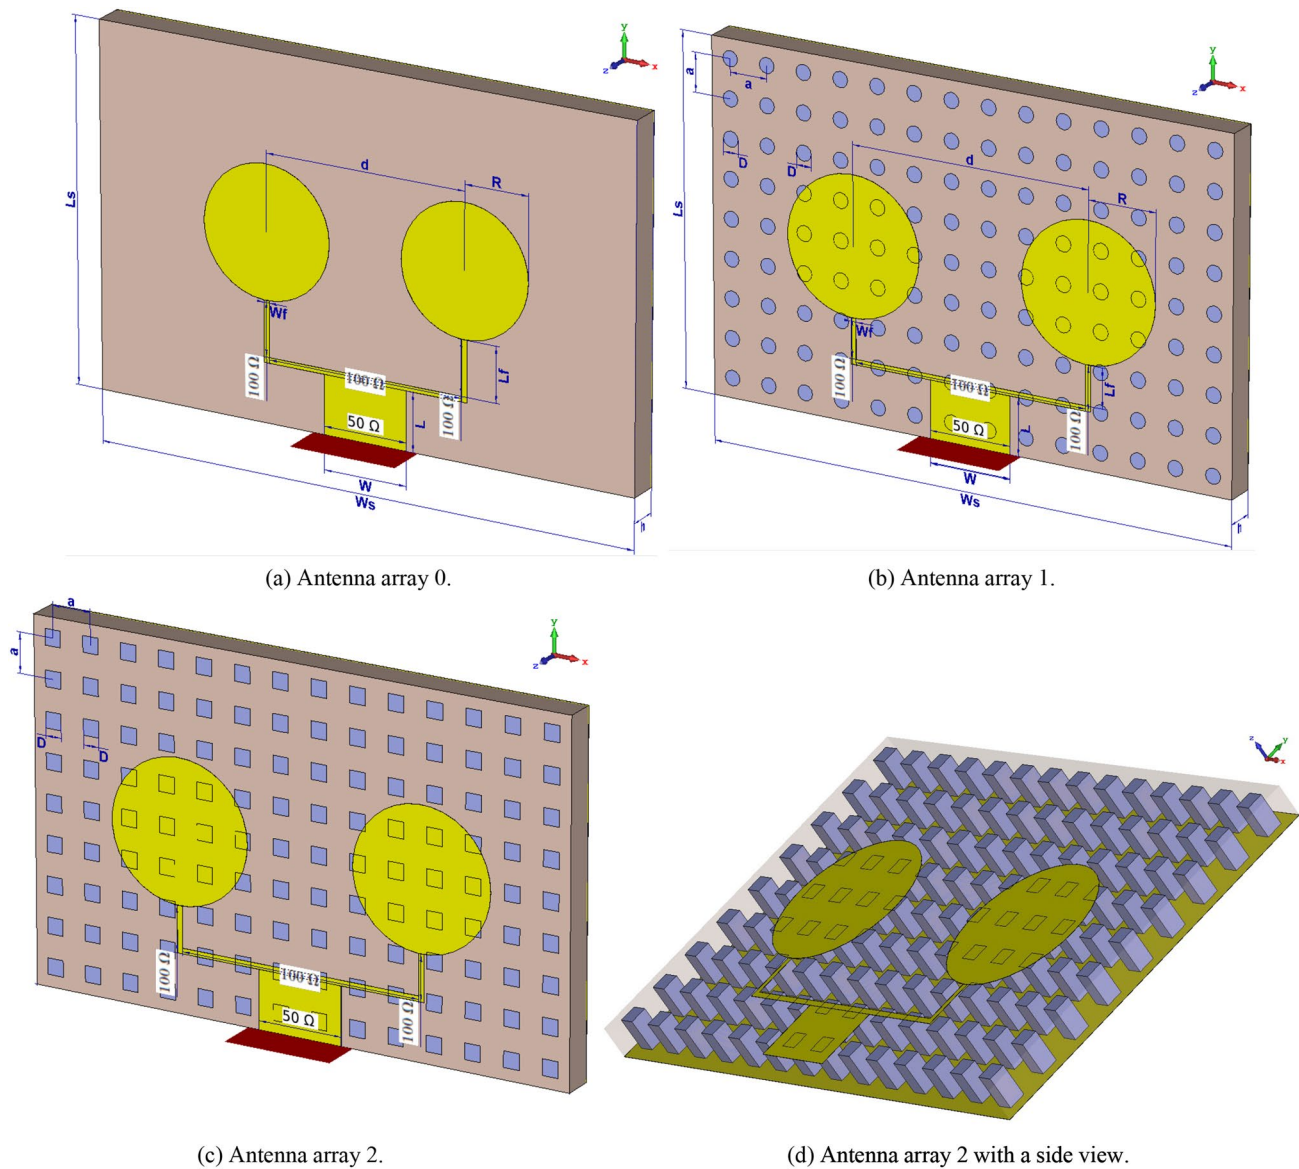 y
z
x
Ls
d
R
Wf
100 Ω
100 Ω
Lf
100 Ω
50 Ω
L
W
Ws
(a) Antenna array 0.
y
z
x
a
a
D
D
Ls
d
R
Wf
100 Ω
100 Ω
Lf
100 Ω
50 Ω
L
W
Ws
(b) Antenna array 1.
a
a
y
z
x
D
D
100 Ω
100 Ω
100 Ω
50 Ω
(c) Antenna array 2.
z
y
x
(d) Antenna array 2 with a side view.